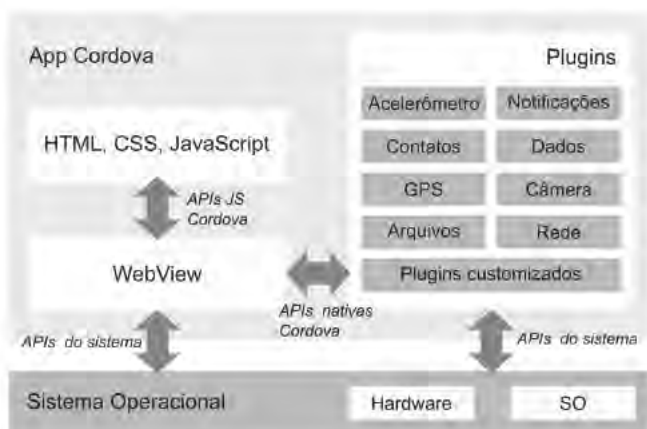 App Cordova
Plugins
HTML, CSS, JavaScript
APIs JS
Cordova
WebView
Acelerômetro
Notificações
Contatos
Dados
GPS
Câmera
Arquivos
Rede
Plugins customizados
APIs nativas
Cordova
APIs do sistema
APIs do sistema
Sistema Operacional
Hardware
SO